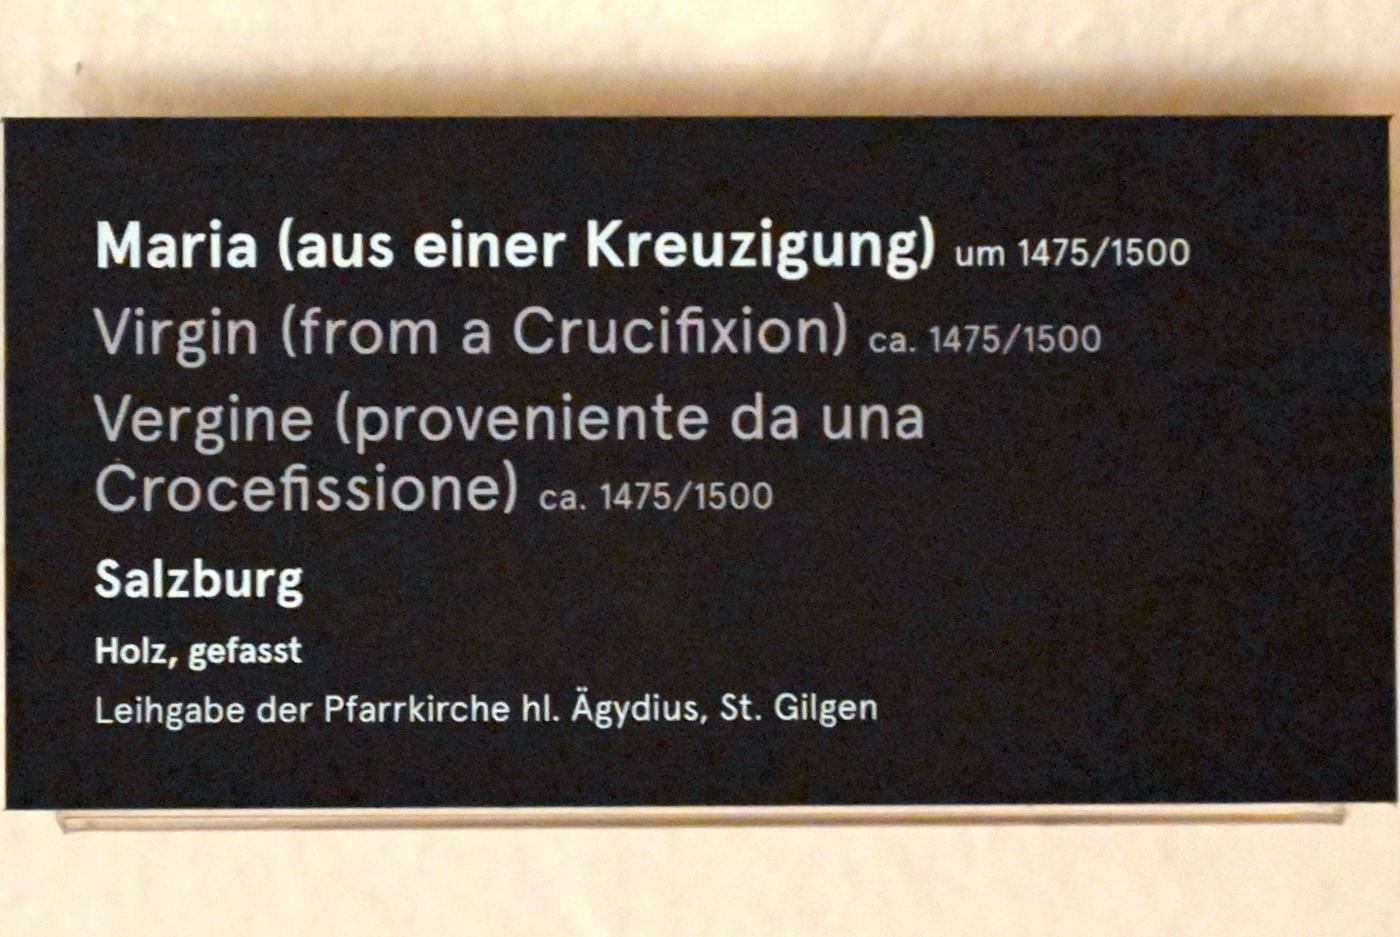 Maria (aus einer Kreuzigung) um 1475/1500
Virgin (from a Crucifixion) ca. 1475/1500
Vergine (proveniente da una
Crocefissione) ca. 1475/1500
Salzburg
Holz, gefasst
Leihgabe der Pfarrkirche hl. Ägydius, St. Gilgen